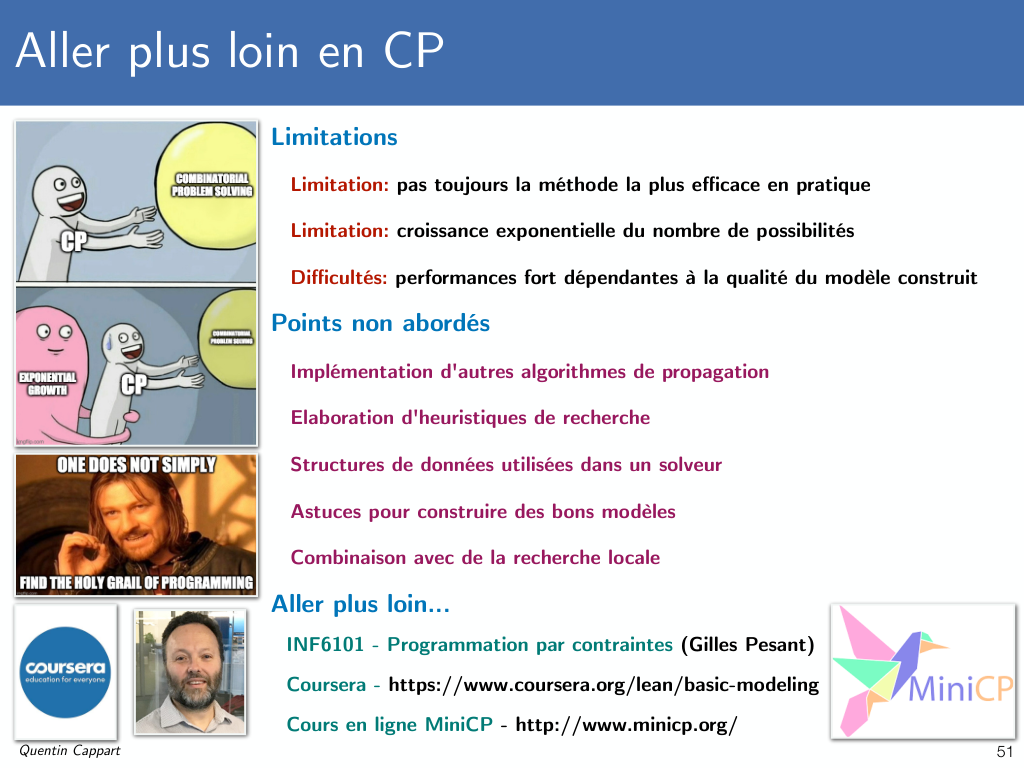 Aller plus loin en CP
COMBINATORIAL
PROBLEM SOLVING
CP
COMBINATORIAL
PROBLEM SOLVING
EXPONENTIAL
GROWTH
CP
imgflip.com
ONE DOES NOT SIMPLY
FIND THE HOLY GRAIL OF PROGRAMMING
coursera
education for everyone
Limitations
Limitation: pas toujours la méthode la plus efficace en pratique
Limitation: croissance exponentielle du nombre de possibilités
Difficultés: performances fort dépendantes à la qualité du modèle construit
Points non abordés
Implémentation d'autres algorithmes de propagation
Elaboration d'heuristiques de recherche
Structures de données utilisées dans un solveur
Astuces pour construire des bons modèles
Combinaison avec de la recherche locale
Aller plus loin...
INF6101 - Programmation par contraintes (Gilles Pesant)
Coursera - https://www.coursera.org/lean/basic-modeling
Cours en ligne MiniCP - http://www.minicp.org/
MiniCP
Quentin Cappart
51